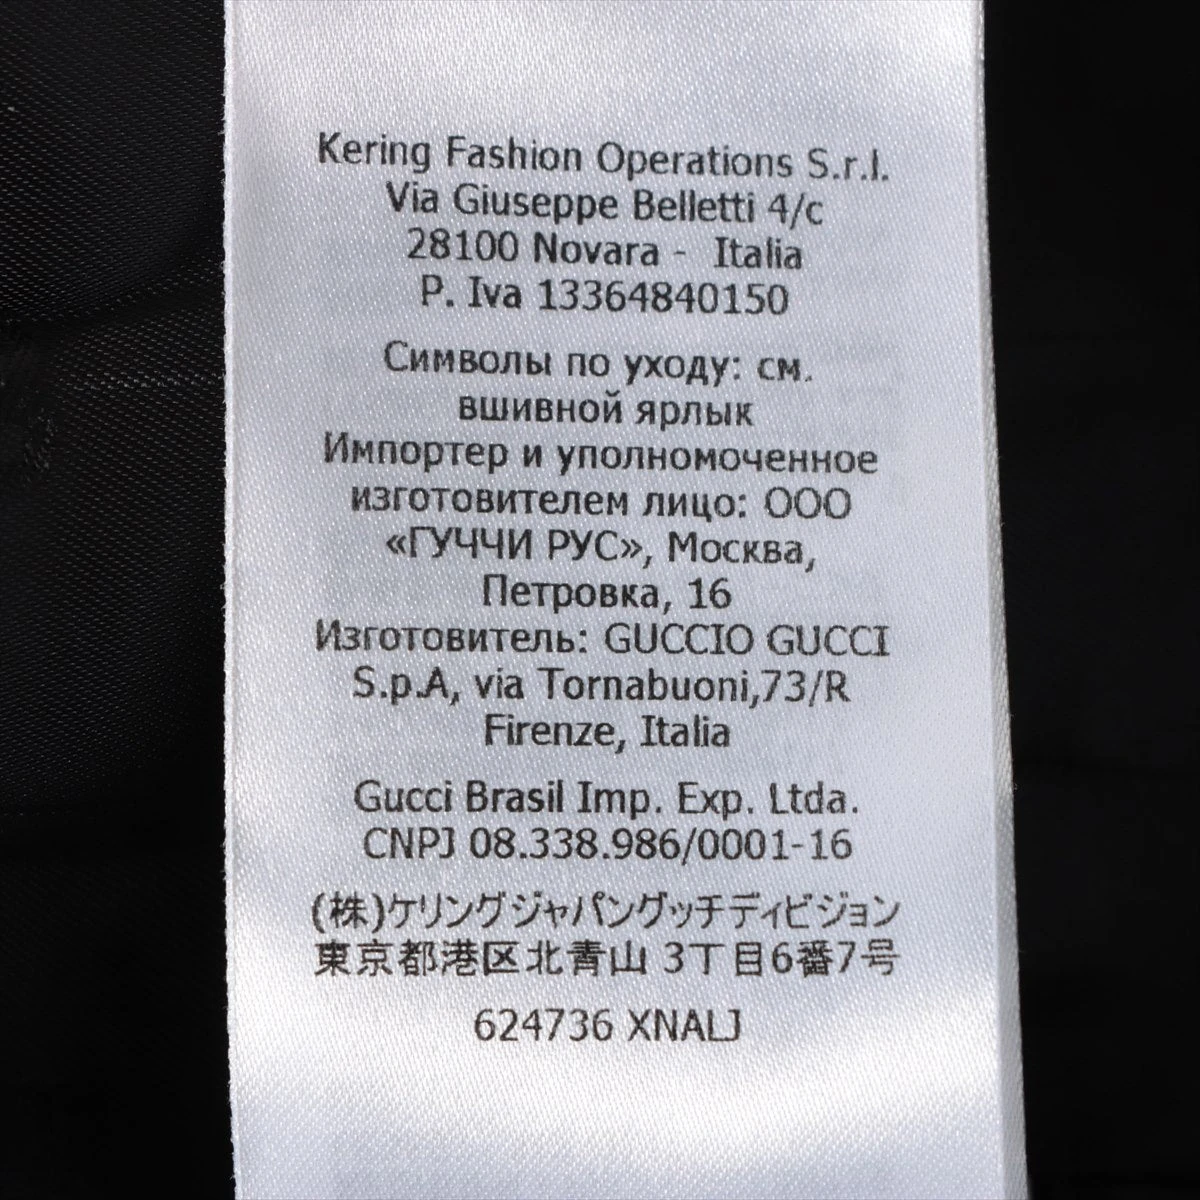 Kering Fashion Operations S.r.l.
Via Giuseppe Belletti 4/c
28100 Novara - Italia
P. Iva 13364840150
Символы по уходу: см.
вшивной ярлык
Импортер и уполномоченное
изготовителем лицо: ООО
«ГУЧЧИ РУС», Москва,
Петровка, 16
Изготовитель: GUCCIO GUCCI
S.p.A, via Tornabuoni,73/R
Firenze, Italia
Gucci Brasil Imp. Exp. Ltda.
CNPJ 08.338.986/0001-16
(株)ケリングジャパングッチディビジョン
東京都港区北青山 3丁目6番7号
624736 XNALJ